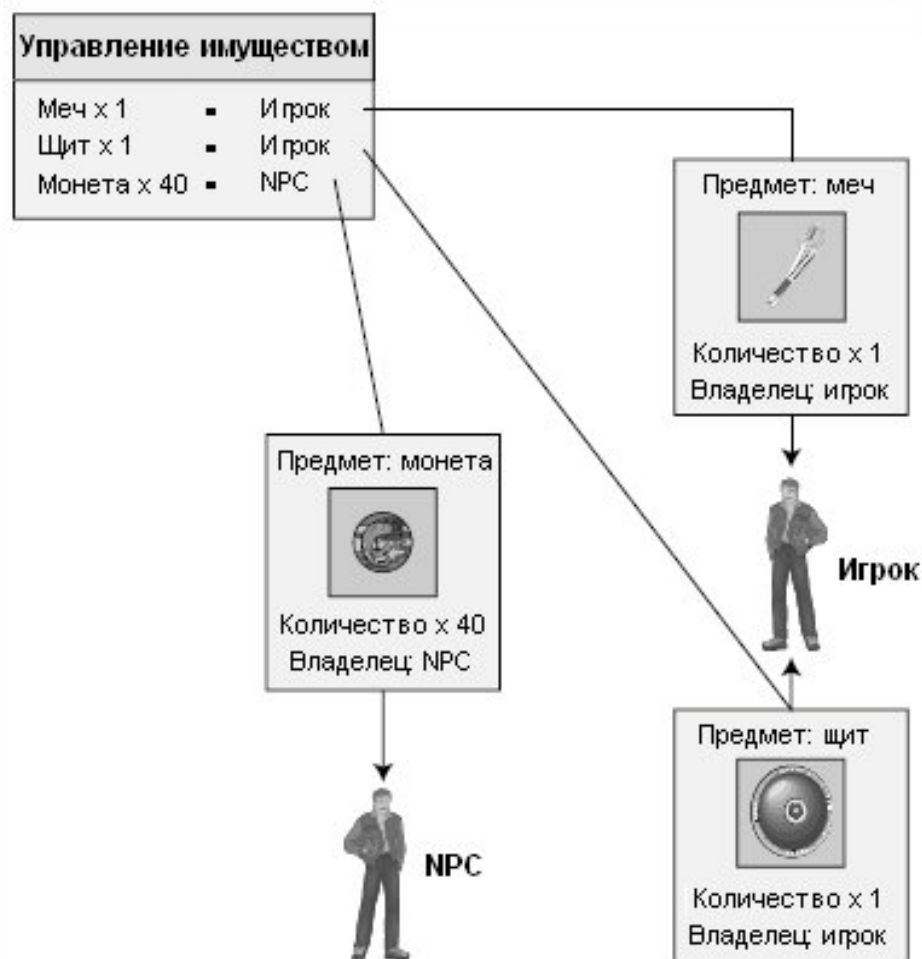 Управление имуществом
Меч x 1 ▪ Игрок
Щит x 1 ▪ Игрок
Монета x 40 ▪ NPC
Предмет: меч
Количество x 1
Владелец: игрок
Предмет: монета
Количество x 40
Владелец: NPC
Игрок
NPC
Предмет: щит
Количество x 1
Владелец: игрок